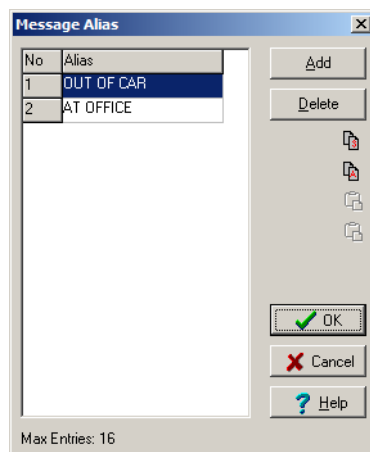 Message Alias
No Alias
1 OUT OF CAR
2 AT OFFICE
Add
Delete
S
A
OK
Cancel
? Help
Max Entries: 16